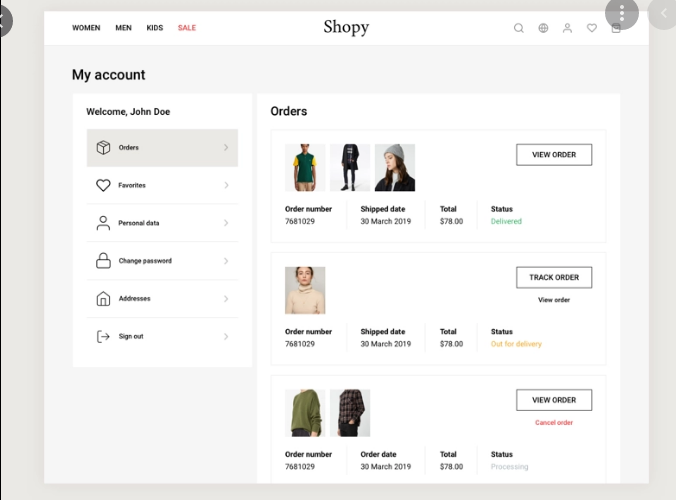 WOMEN MEN KIDS SALE Shopy
My account
Welcome, John Doe
Orders
Favorites
Personal data
Change password
Addresses
Sign out
Orders
VIEW ORDER
Order number Shipped date Total Status
7681029 30 March 2019 $78.00 Delivered
TRACK ORDER
View order
Order number Shipped date Total Status
7681029 30 March 2019 $78.00 Out for delivery
VIEW ORDER
Cancel order
Order number Order date Total Status
7681029 30 March 2019 $78.00 Processing